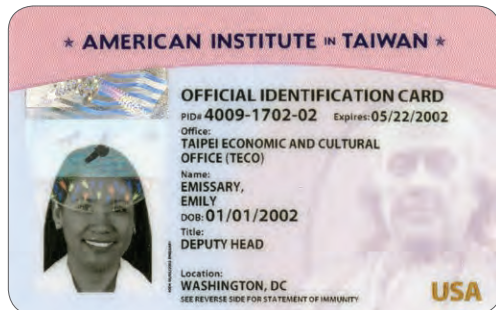 ★ AMERICAN INSTITUTE IN TAIWAN ★
OFFICIAL IDENTIFICATION CARD
PID# 4009-1702-02 Expires: 05/22/2002
Office:
TAIPEI ECONOMIC AND CULTURAL
OFFICE (TECO)
Name:
EMISSARY,
EMILY
DOB: 01/01/2002
Title:
DEPUTY HEAD
Location:
WASHINGTON, DC
SEE REVERSE SIDE FOR STATEMENT OF IMMUNITY
USA